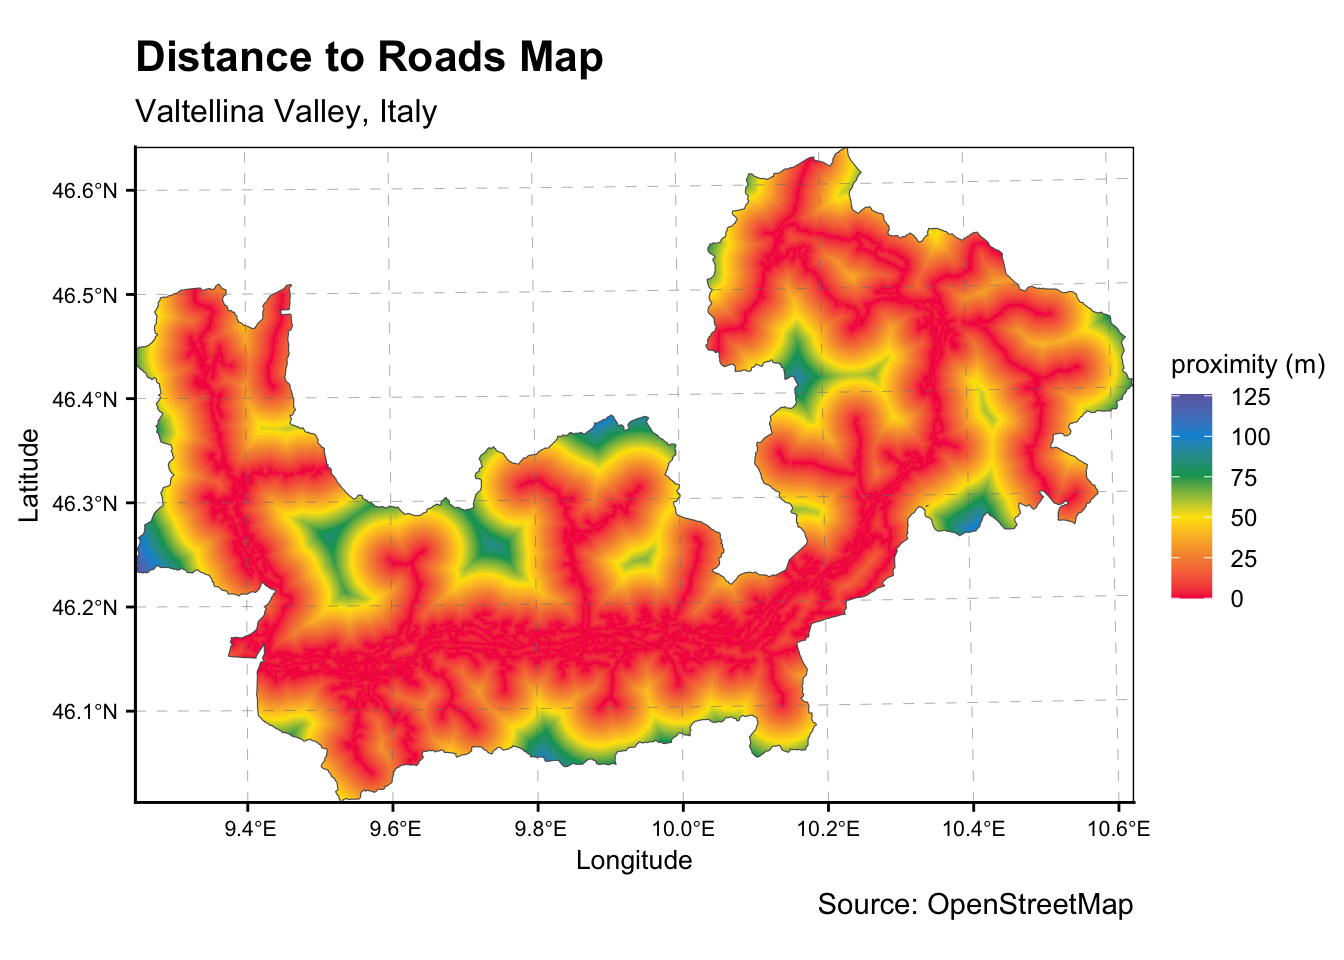 Distance to Roads Map
Valtellina Valley, Italy
46.6°N
46.5°N
46.4°N
46.3°N
46.2°N
46.1°N
Latitude
9.4°E
9.6°E
9.8°E
10.0°E
10.2°E
10.4°E
10.6°E
Longitude
proximity (m)
125
100
75
50
25
0
Source: OpenStreetMap